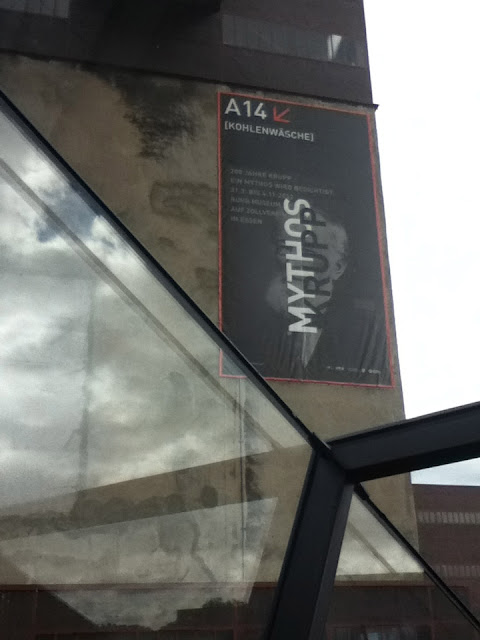 A14
[KOHLENWÄSCHE]
200 JAHRE KRUPP
EIN MYTHOS WIRD BESICHTIGT
RUHR MUSEUM
AUF ZOLLVEREIN
IN ESSEN
MYTHOS
KRUPP